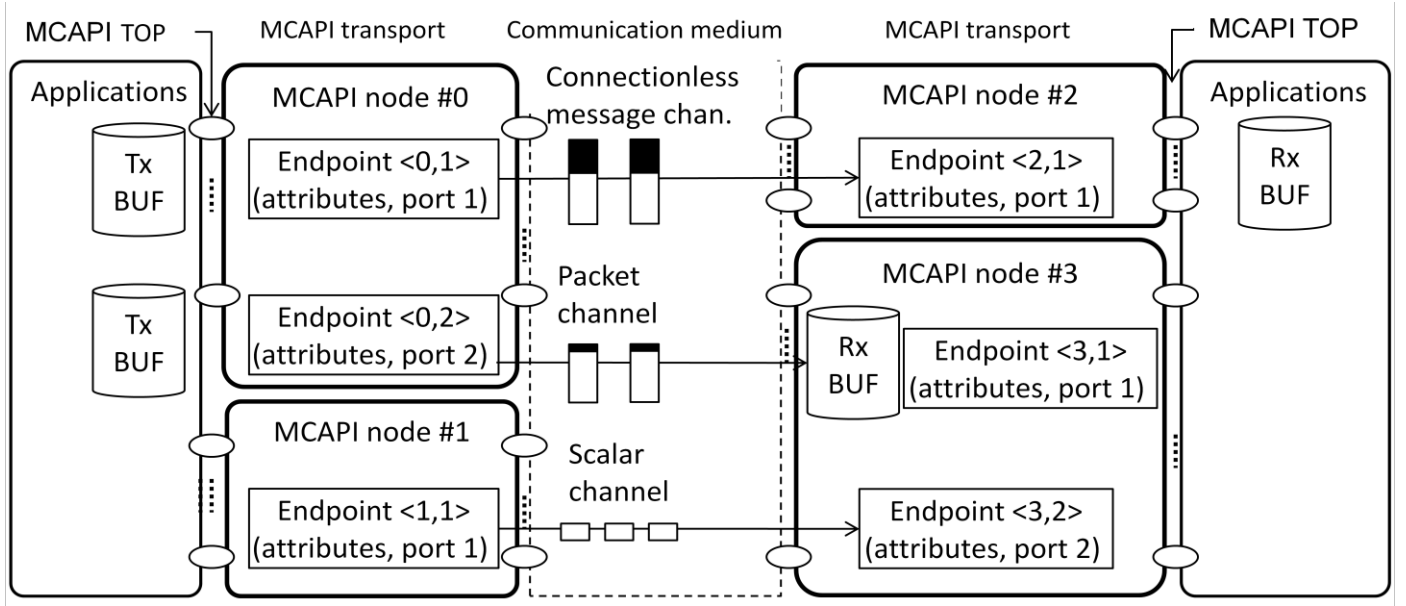 MCAPI TOP
MCAPI transport
Communication medium
MCAPI transport
MCAPI TOP
Applications
Tx
BUF
Tx
BUF
MCAPI node #0
Endpoint <0,1>
(attributes, port 1)
Endpoint <0,2>
(attributes, port 2)
MCAPI node #1
Endpoint <1,1>
(attributes, port 1)
Connectionless
message chan.
Packet
channel
Scalar
channel
MCAPI node #2
Endpoint <2,1>
(attributes, port 1)
MCAPI node #3
Rx
BUF
Endpoint <3,1>
(attributes, port 1)
Endpoint <3,2>
(attributes, port 2)
Applications
Rx
BUF